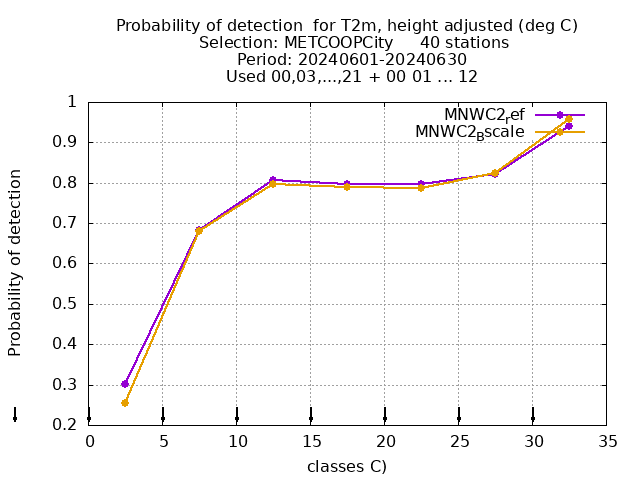 Probability of detection  for T2m, height adjusted (deg C)
Selection: METCOOPCity     40 stations
Period: 20240601-20240630
Used 00,03,...,21 + 00 01 ... 12
MNWC2ref
MNWC2Bscale
1
0.9
0.8
0.7
0.6
0.5
0.4
0.3
0.2
Probability of detection
0 5 10 15 20 25 30 35
classes C)